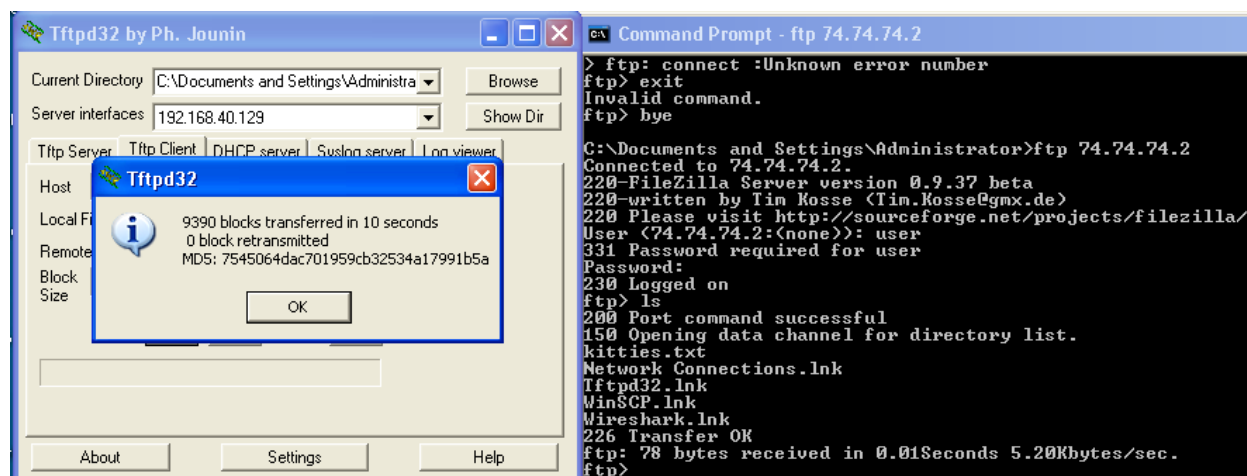 Tftpd32 by Ph. Jounin
Current Directory C:\Documents and Settings\Administra Browse
Server interfaces 192.168.40.129 Show Dir
Tftp Server Tftp Client DHCP server Syslog server Log viewer
Host
Local Fi
Remote
Block
Size
Tftpd32
9390 blocks transferred in 10 seconds
0 block retransmitted
MD5: 7545064dac701959cb32534a17991b5a
OK
About Settings Help
Command Prompt - ftp 74.74.74.2
> ftp: connect :Unknown error number
ftp> exit
Invalid command.
ftp> bye
C:\Documents and Settings\Administrator>ftp 74.74.74.2
Connected to 74.74.74.2.
220-FileZilla Server version 0.9.37 beta
220-written by Tim Kosse (Tim.Kosse@gmx.de)
220 Please visit http://sourceforge.net/projects/filezilla/
User (74.74.74.2:(none)): user
331 Password required for user
Password:
230 Logged on
ftp> ls
200 Port command successful
150 Opening data channel for directory list.
kitties.txt
Network Connections.lnk
Tftpd32.lnk
WinSCP.lnk
Wireshark.lnk
226 Transfer OK
ftp: 78 bytes received in 0.01Seconds 5.20Kbytes/sec.
ftp>